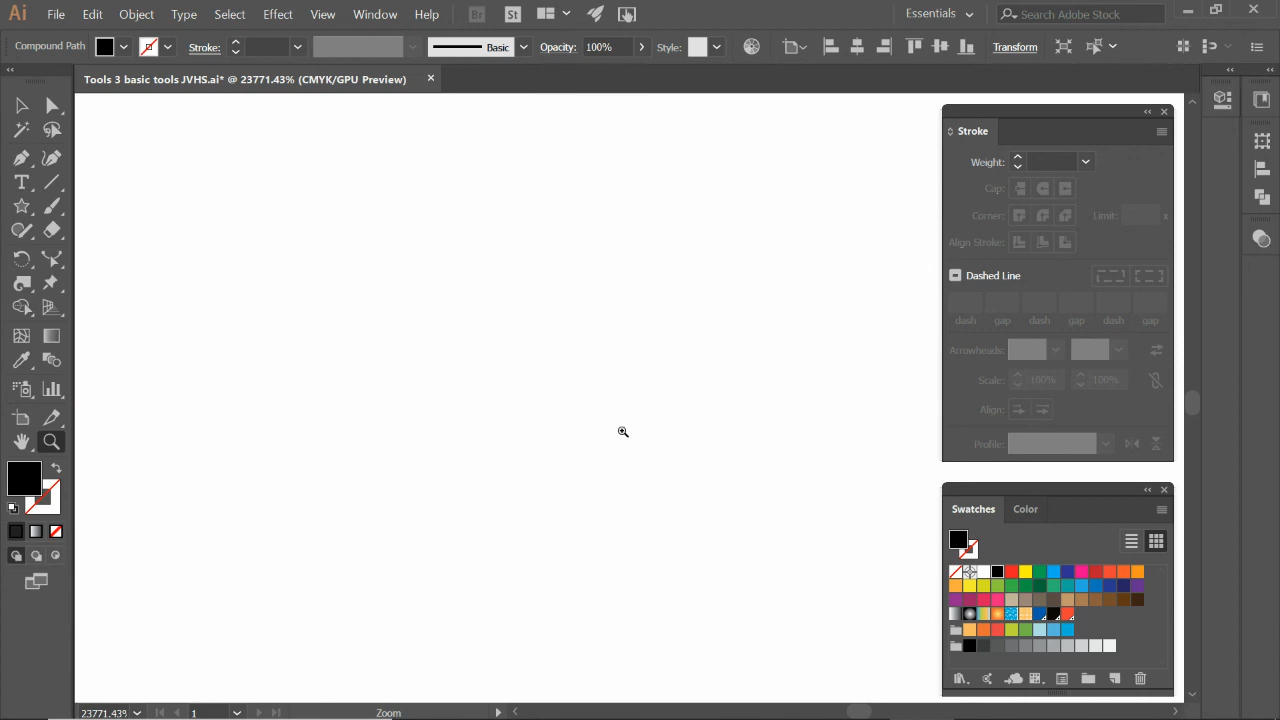 Ai File Edit Object Type Select Effect View Window Help Br St Essentials Search Adobe Stock
Compound Path Stroke: Basic Opacity: 100% Style: Transform
Tools 3 basic tools JVHS.ai* @ 23771.43% (CMYK/GPU Preview)
Stroke
Weight:
Cap:
Corner: Limit: x
Align Stroke:
Dashed Line
dash gap dash gap dash gap
Arrowheads:
Scale: 100% 100%
Align:
Profile:
Swatches Color
23771.43% 1 Zoom